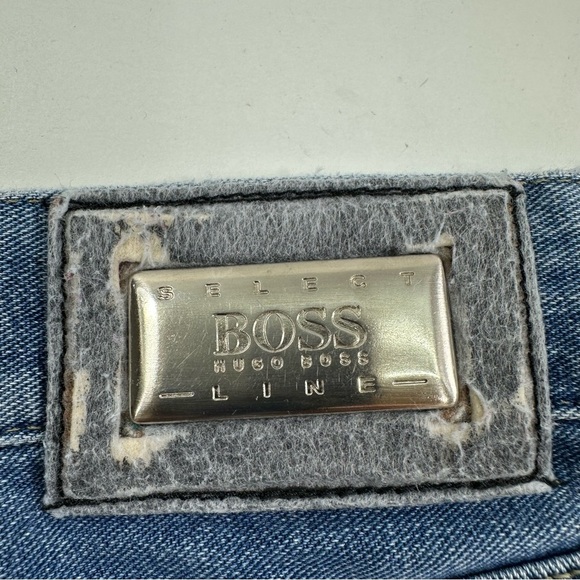 SELECT
BOSS
HUGO BOSS
— LINE —